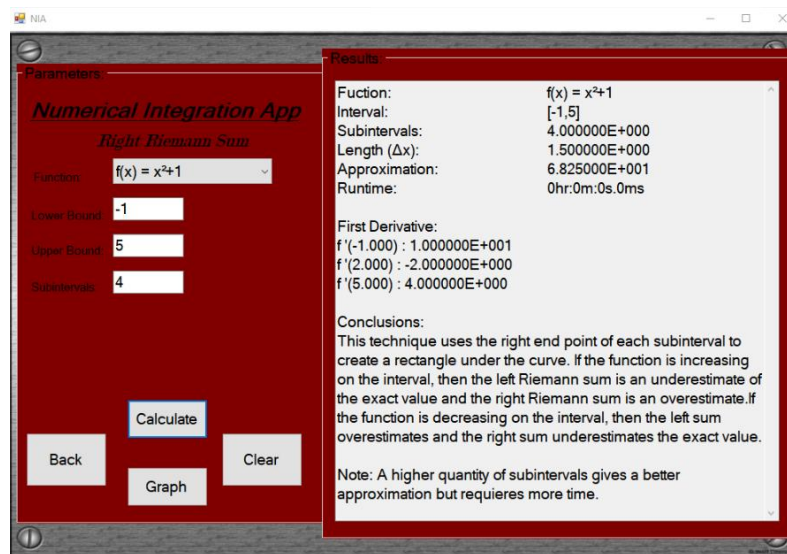 NIA
Parameters:
Numerical Integration App
Right Riemann Sum
Function: f(x) = x²+1
Lower Bound: -1
Upper Bound: 5
Subintervals: 4
Calculate
Back
Clear
Graph
Results:
Fuction: f(x) = x²+1
Interval: [-1,5]
Subintervals: 4.000000E+000
Length (Δx): 1.500000E+000
Approximation: 6.825000E+001
Runtime: 0hr:0m:0s.0ms
First Derivative:
f '(-1.000) : 1.000000E+001
f '(2.000) : -2.000000E+000
f '(5.000) : 4.000000E+000
Conclusions:
This technique uses the right end point of each subinterval to
create a rectangle under the curve. If the function is increasing
on the interval, then the left Riemann sum is an underestimate of
the exact value and the right Riemann sum is an overestimate.If
the function is decreasing on the interval, then the left sum
overestimates and the right sum underestimates the exact value.
Note: A higher quantity of subintervals gives a better
approximation but requieres more time.